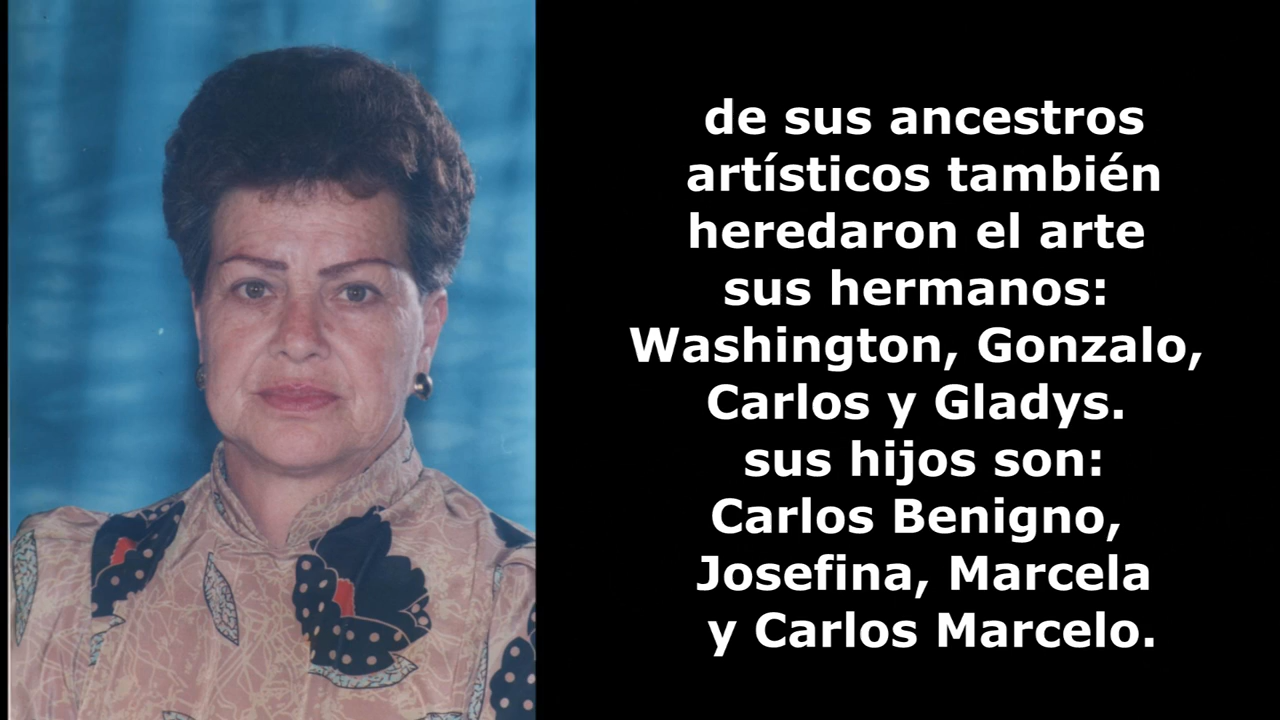 de sus ancestros
artísticos también
heredaron el arte
sus hermanos:
Washington, Gonzalo,
Carlos y Gladys.
sus hijos son:
Carlos Benigno,
Josefina, Marcela
y Carlos Marcelo.